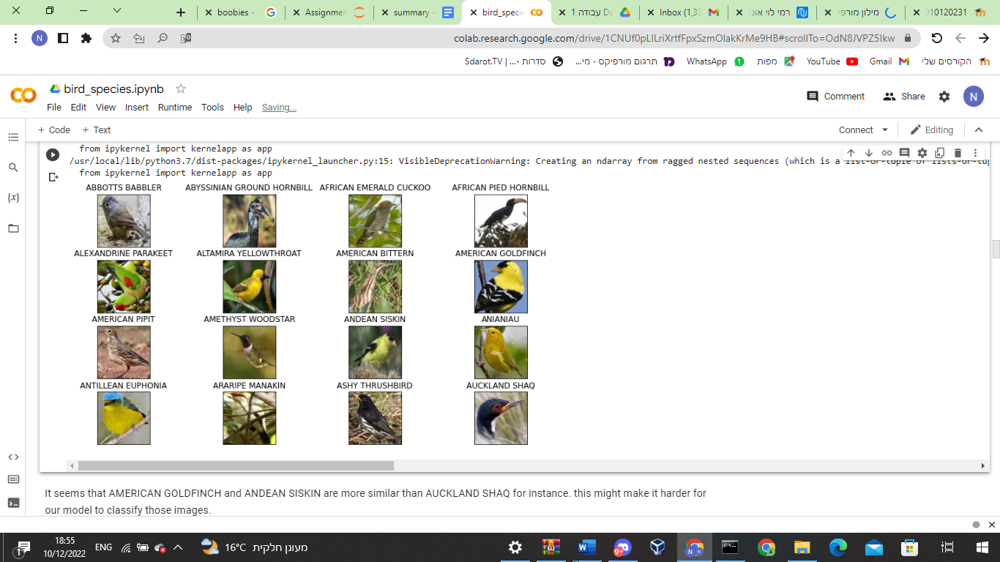 boobies -
Assignmer
summary -
bird_specie
עבודה 1 De
Inbox (1,33
רמי לוי אונ
מילון מורפי
010120231
N
colab.research.google.com/drive/1CNUf0pLlLriXrtfFpxSzmOlakKrMe9HB#scrollTo=OdN8JVPZ5lkw
הקורסים שלי
Gmail
YouTube
מפות
WhatsApp
תרגום מורפיקס - מי...
Sdarot.TV | ...- סדרות
bird_species.ipynb
Comment
Share
N
File Edit View Insert Runtime Tools Help Saving...
+ Code + Text
Connect
Editing
from ipykernel import kernelapp as app
/usr/local/lib/python3.7/dist-packages/ipykernel_launcher.py:15: VisibleDeprecationWarning: Creating an ndarray from ragged nested sequences (which is a list-or-tuple of lists-or-tup
from ipykernel import kernelapp as app
{x}
ABBOTTS BABBLER ABYSSINIAN GROUND HORNBILL AFRICAN EMERALD CUCKOO AFRICAN PIED HORNBILL
ALEXANDRINE PARAKEET ALTAMIRA YELLOWTHROAT AMERICAN BITTERN AMERICAN GOLDFINCH
AMERICAN PIPIT AMETHYST WOODSTAR ANDEAN SISKIN ANIANIAU
ANTILLEAN EUPHONIA ARARIPE MANAKIN ASHY THRUSHBIRD AUCKLAND SHAQ
It seems that AMERICAN GOLDFINCH and ANDEAN SISKIN are more similar than AUCKLAND SHAQ for instance. this might make it harder for
our model to classify those images.
1
18:55
10/12/2022
ENG
16°C מעונן חלקית
9+